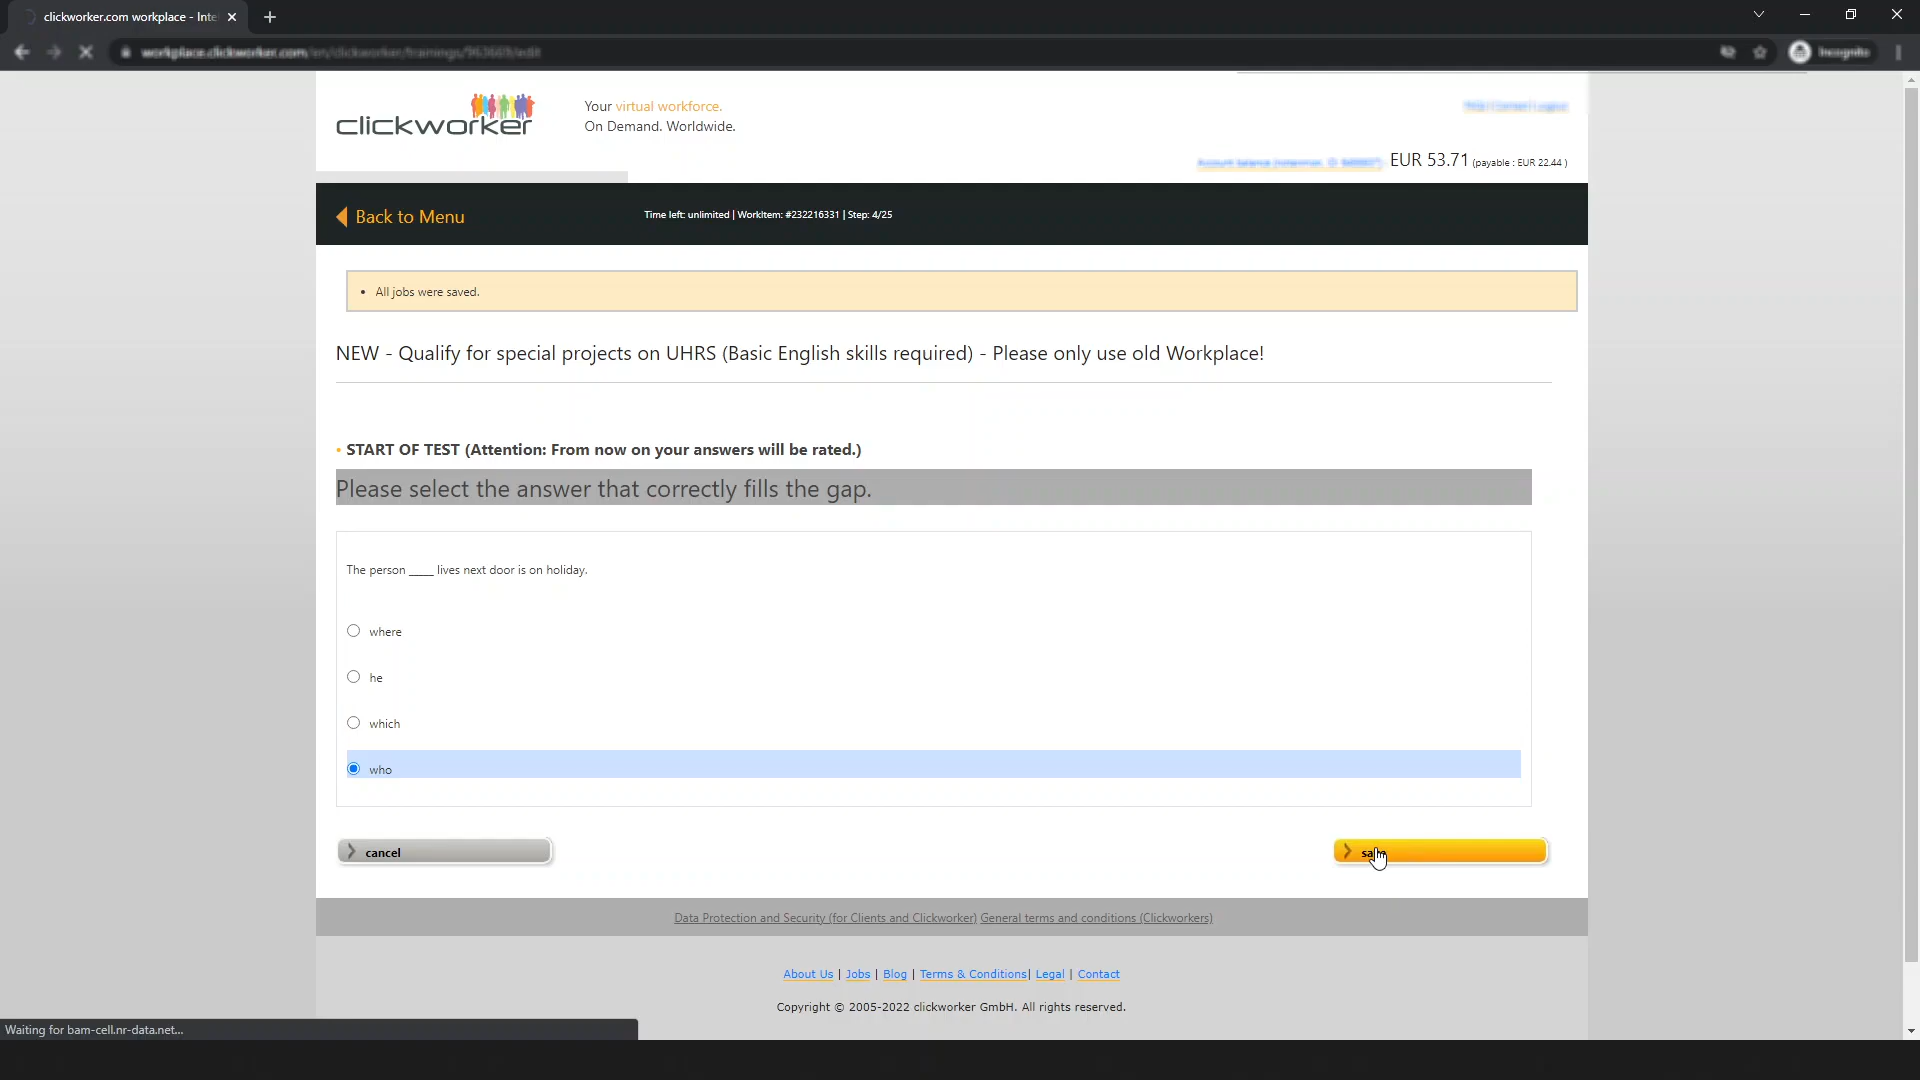 clickworker.com workplace - Inte
Incognito
clickworker
Your virtual workforce.
On Demand. Worldwide.
EUR 53.71 (payable : EUR 22.44 )
Back to Menu
Time left: unlimited | WorkItem: #232216331 | Step: 4/25
• All jobs were saved.
NEW - Qualify for special projects on UHRS (Basic English skills required) - Please only use old Workplace!
• START OF TEST (Attention: From now on your answers will be rated.)
Please select the answer that correctly fills the gap.
The person _____ lives next door is on holiday.
where
he
which
who
cancel
save
Data Protection and Security (for Clients and Clickworker) General terms and conditions (Clickworkers)
About Us | Jobs | Blog | Terms & Conditions| Legal | Contact
Copyright © 2005-2022 clickworker GmbH. All rights reserved.
Waiting for bam-cell.nr-data.net...